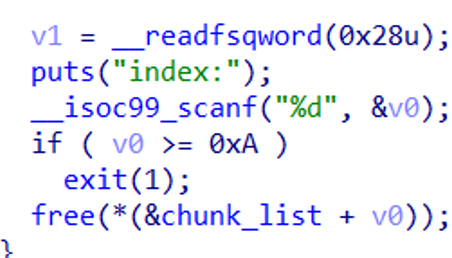 v1 = __readfsqword(0x28u);
puts("index:");
__isoc99_scanf("%d", &v0);
if ( v0 >= 0xA )
exit(1);
free(*(&chunk_list + v0));
}